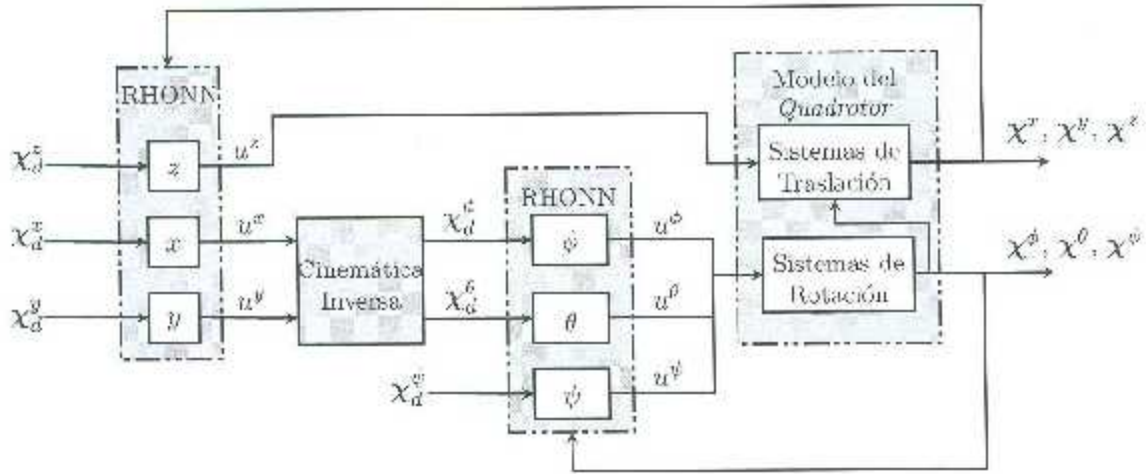 RHONN
χ_d^z
z
u^z
χ_d^x
x
u^x
χ_d^y
y
u^y
Cinemática
Inversa
χ_d^ϕ
χ_d^θ
χ_d^ψ
RHONN
ϕ
θ
ψ
u^ϕ
u^θ
u^ψ
Modelo del
Quadrotor
Sistemas de
Traslación
Sistemas de
Rotación
χ^x, χ^y, χ^z
χ^ϕ, χ^θ, χ^ψ